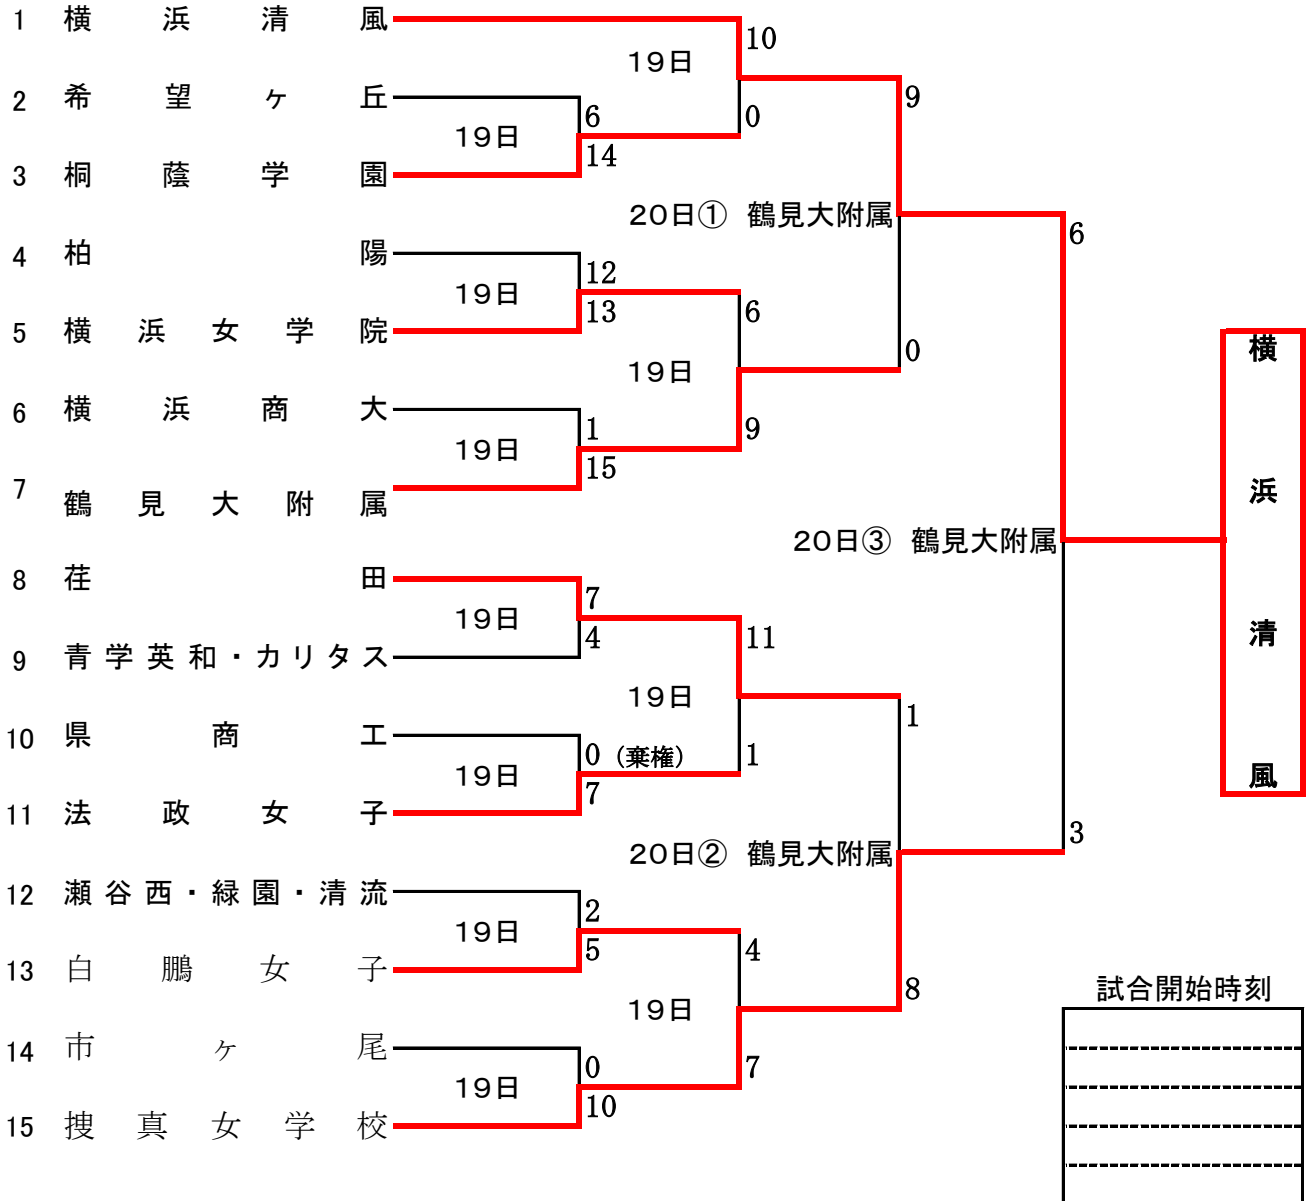 1 横浜清風
10
19日
2 希望ヶ丘
9
6
0
19日
14
3 桐蔭学園
20日① 鶴見大附属
6
4 柏陽
12
19日
13
6
5 横浜女学院
横浜清風
0
19日
6 横浜商大
1
9
19日
15
7 鶴見大附属
20日③ 鶴見大附属
8 荏田
7
19日
4
11
9 青学英和・カリタス
19日
1
10 県商工
0 (棄権)
1
19日
7
11 法政女子
3
20日② 鶴見大附属
12 瀬谷西・緑園・清流
2
19日
5
4
13 白鵬女子
8
試合開始時刻
19日
14 市ヶ尾
0
7
19日
10
15 捜真女学校